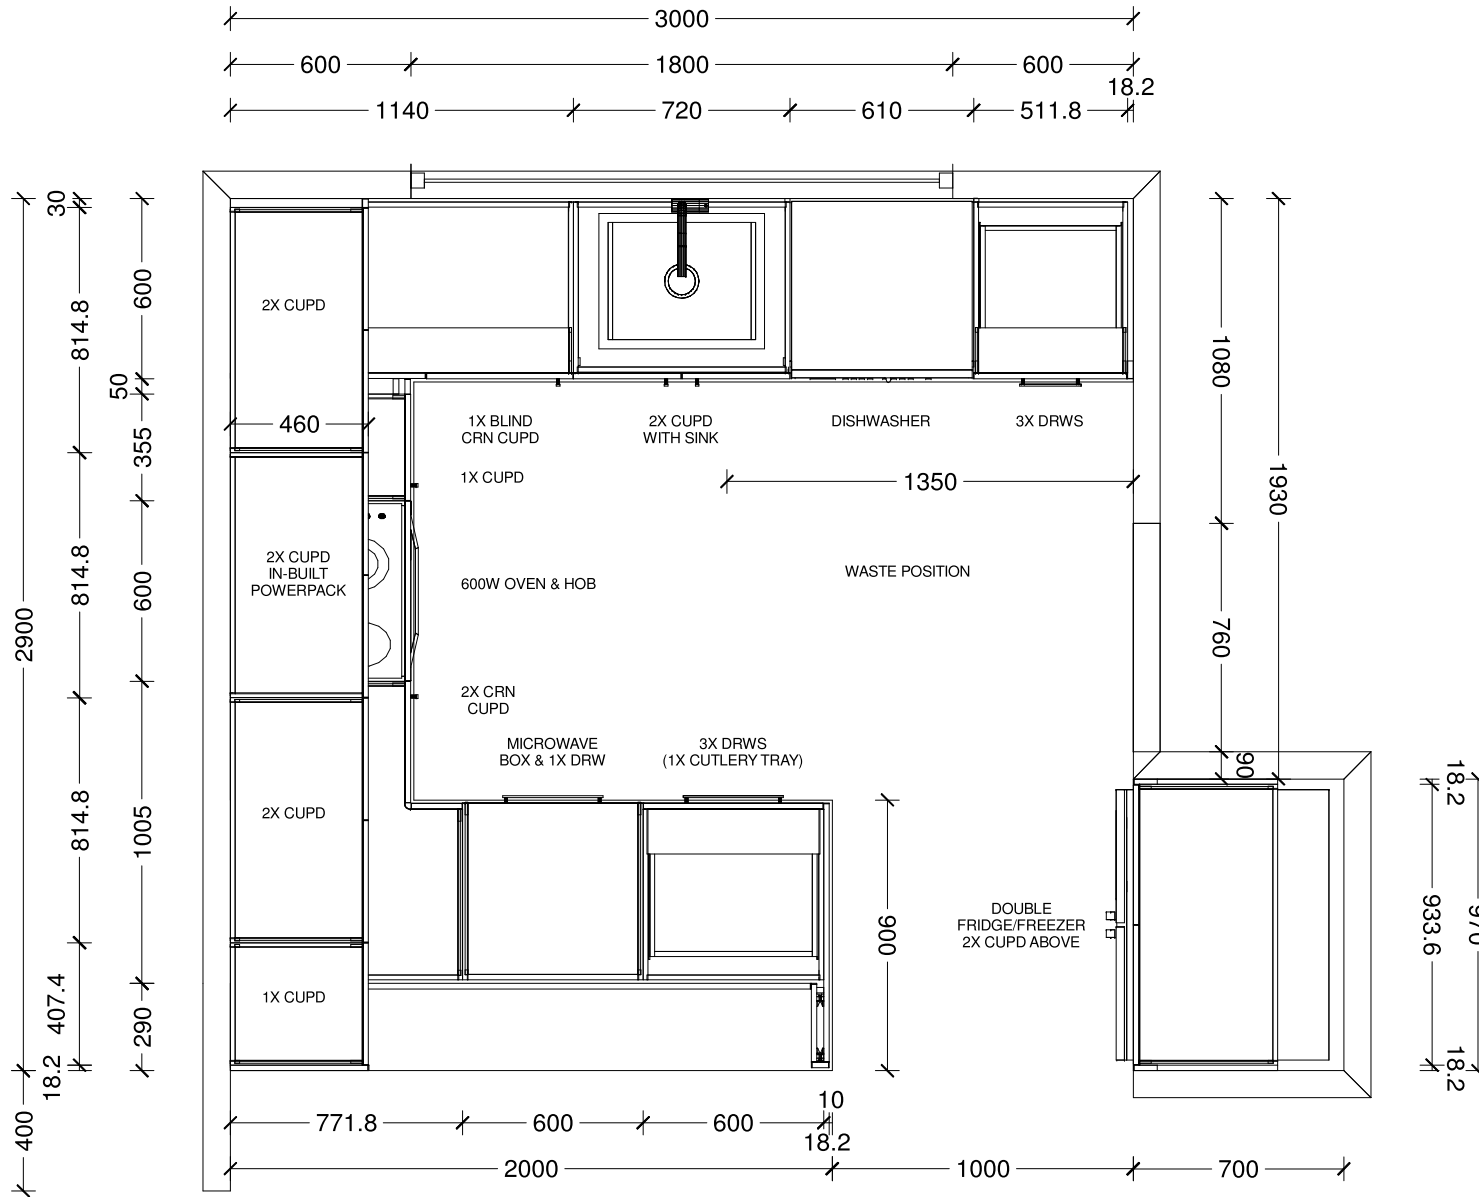 3000
600
1800
600
18.2
1140
720
610
511.8
30
600
814.8
50
355
460
2X CUPD
1X BLIND
CRN CUPD
2X CUPD
WITH SINK
DISHWASHER
3X DRWS
1X CUPD
1350
1080
1930
2X CUPD
IN-BUILT
POWERPACK
600W OVEN & HOB
WASTE POSITION
814.8
600
2900
760
2X CRN
CUPD
MICROWAVE
BOX & 1X DRW
3X DRWS
(1X CUTLERY TRAY)
90
18.2
2X CUPD
814.8
1005
900
DOUBLE
FRIDGE/FREEZER
2X CUPD ABOVE
933.6
970
1X CUPD
407.4
290
18.2
18.2
400
10
771.8
600
600
18.2
2000
1000
700